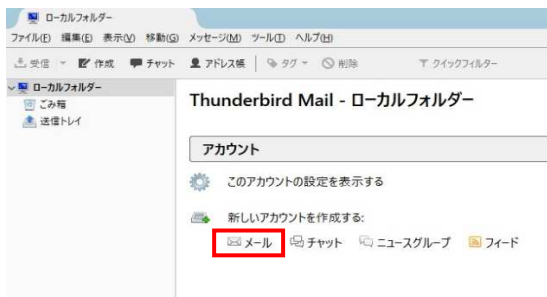 ローカルフォルダー
ファイル(F) 編集(E) 表示(V) 移動(G) メッセージ(M) ツール(T) ヘルプ(H)
受信 作成 チャット アドレス帳 タグ 削除 クイックフィルター
ローカルフォルダー
ごみ箱
送信トレイ
Thunderbird Mail - ローカルフォルダー
アカウント
このアカウントの設定を表示する
新しいアカウントを作成する:
メール チャット ニュースグループ フィード